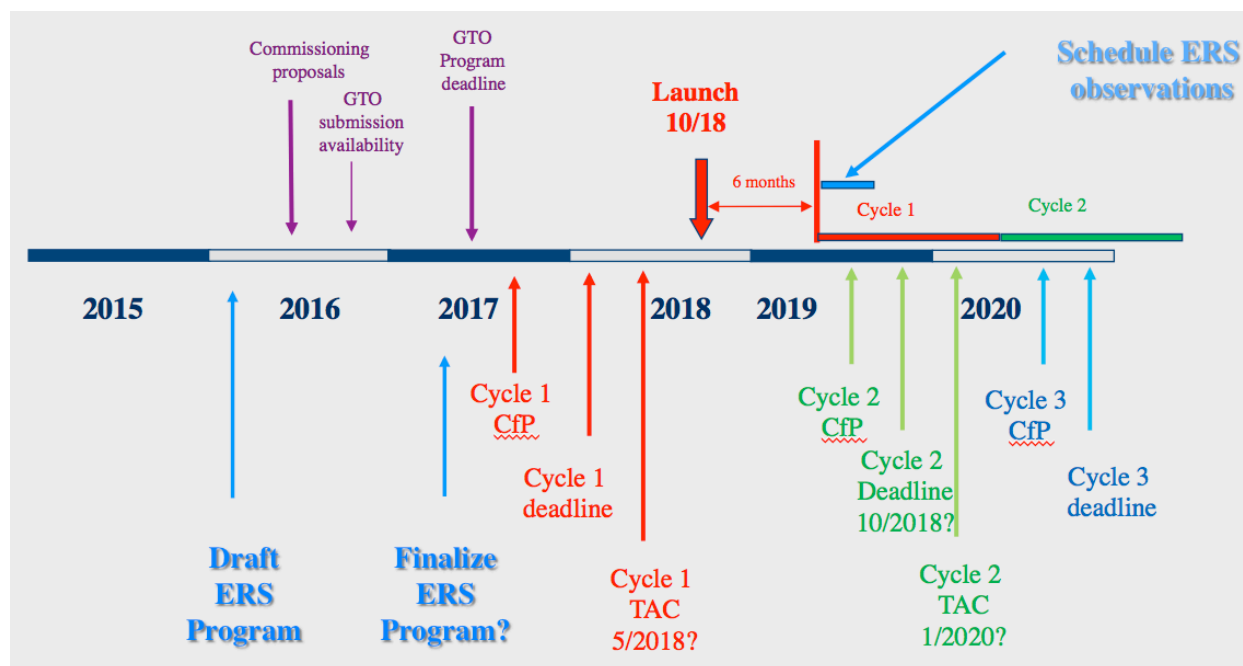 Commissioning
proposals
GTO
submission
availability
GTO
Program
deadline
Launch
10/18
6 months
Schedule ERS
observations
Cycle 1
Cycle 2
2015
2016
2017
2018
2019
2020
Cycle 1
CfP
Cycle 1
deadline
Cycle 1
TAC
5/2018?
Cycle 2
CfP
Cycle 2
Deadline
10/2018?
Cycle 2
TAC
1/2020?
Cycle 3
CfP
Cycle 3
deadline
Draft
ERS
Program
Finalize
ERS
Program?